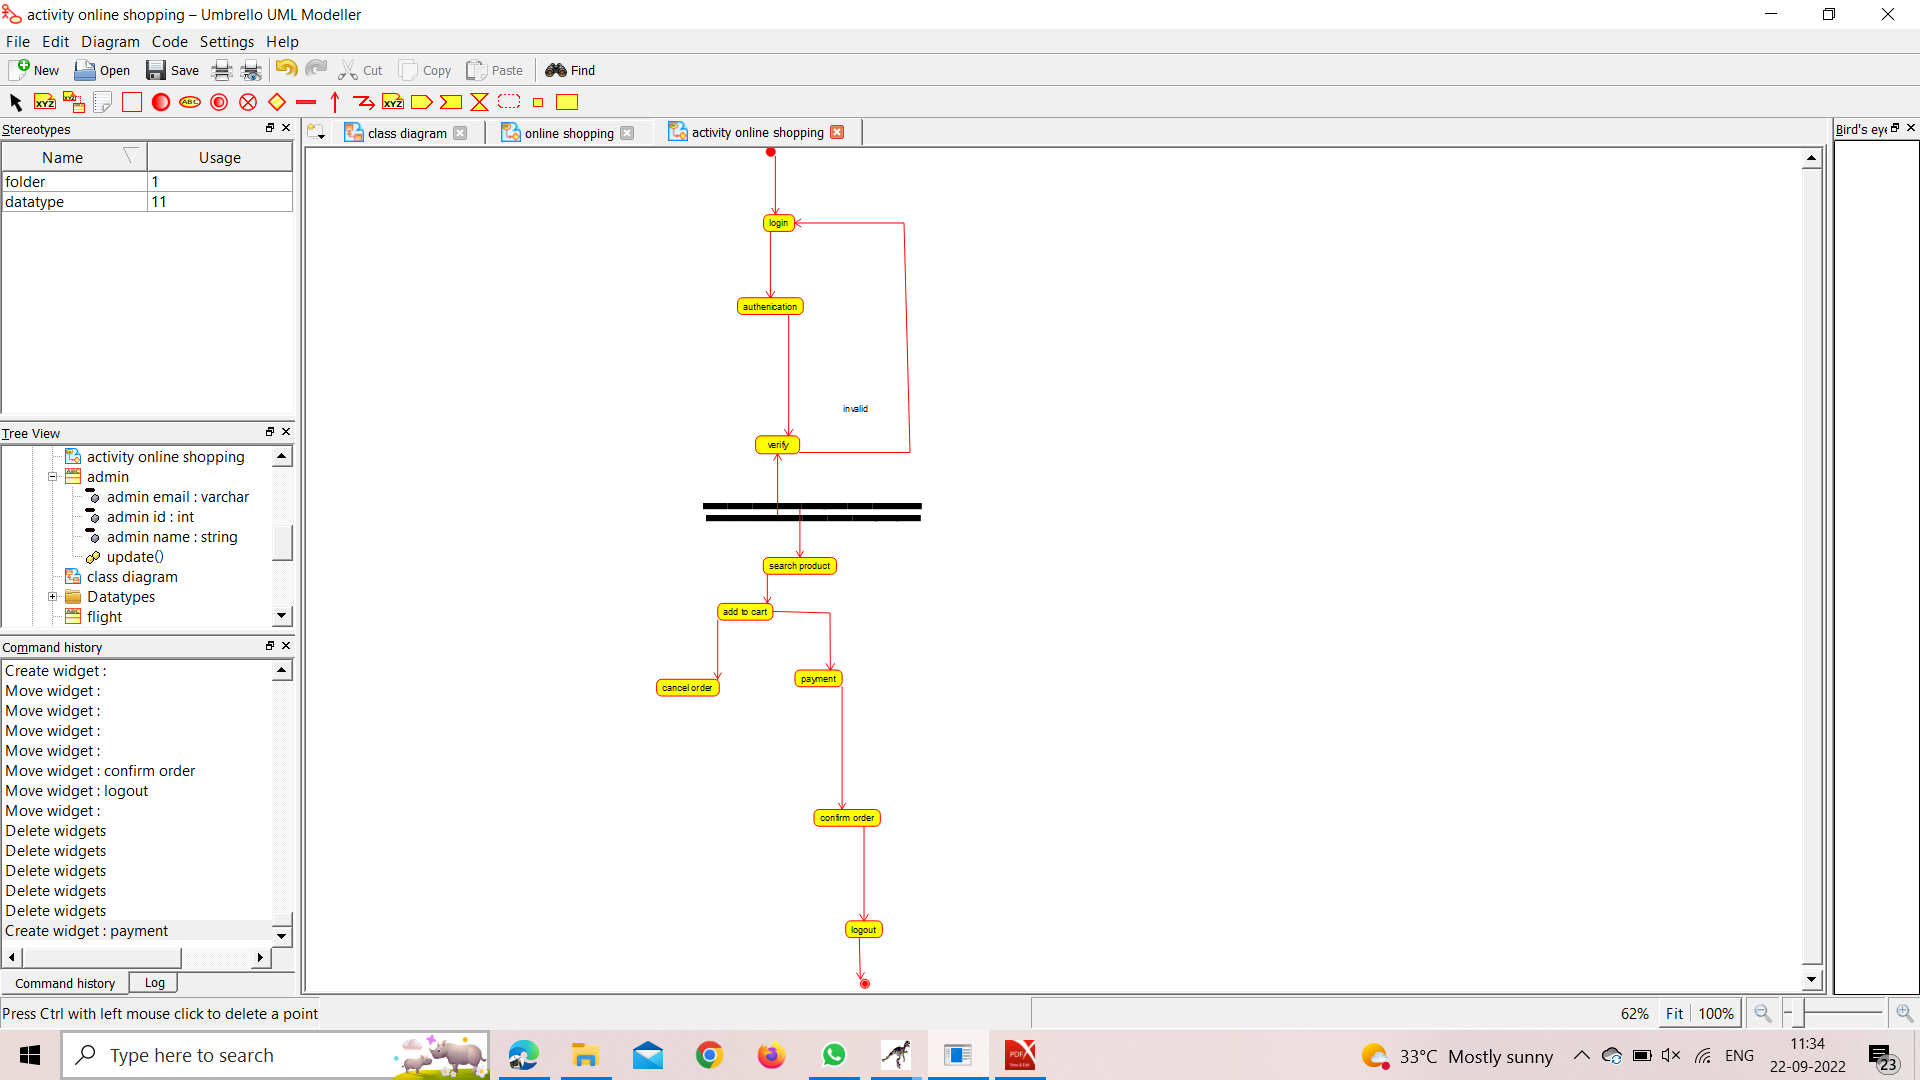 activity online shopping – Umbrello UML Modeller
File Edit Diagram Code Settings Help
New Open Save Cut Copy Paste Find
XYZ XYZ ABC XYZ
Stereotypes
Name Usage
folder 1
datatype 11
Tree View
activity online shopping
admin
admin email : varchar
admin id : int
admin name : string
update()
class diagram
Datatypes
flight
Command history
Create widget :
Move widget :
Move widget :
Move widget :
Move widget :
Move widget : confirm order
Move widget : logout
Move widget :
Delete widgets
Delete widgets
Delete widgets
Delete widgets
Delete widgets
Create widget : payment
Command history Log
class diagram online shopping activity online shopping
login
authenication
invalid
verify
search product
add to cart
payment
cancel order
confirm order
logout
Bird's eye
Press Ctrl with left mouse click to delete a point
62% Fit 100%
Type here to search
PDF
33°C Mostly sunny
ENG
11:34
22-09-2022
23